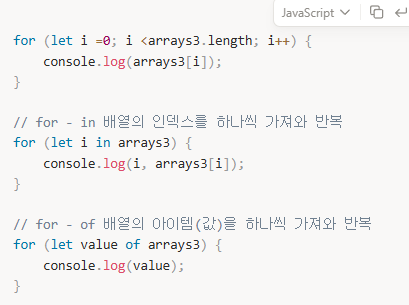 JavaScript
for (let i =0; i <arrays3.length; i++) {
    console.log(arrays3[i]);
}

// for - in 배열의 인덱스를 하나씩 가져와 반복
for (let i in arrays3) {
    console.log(i, arrays3[i]);
}

// for - of 배열의 아이템(값)을 하나씩 가져와 반복
for (let value of arrays3) {
    console.log(value);
}